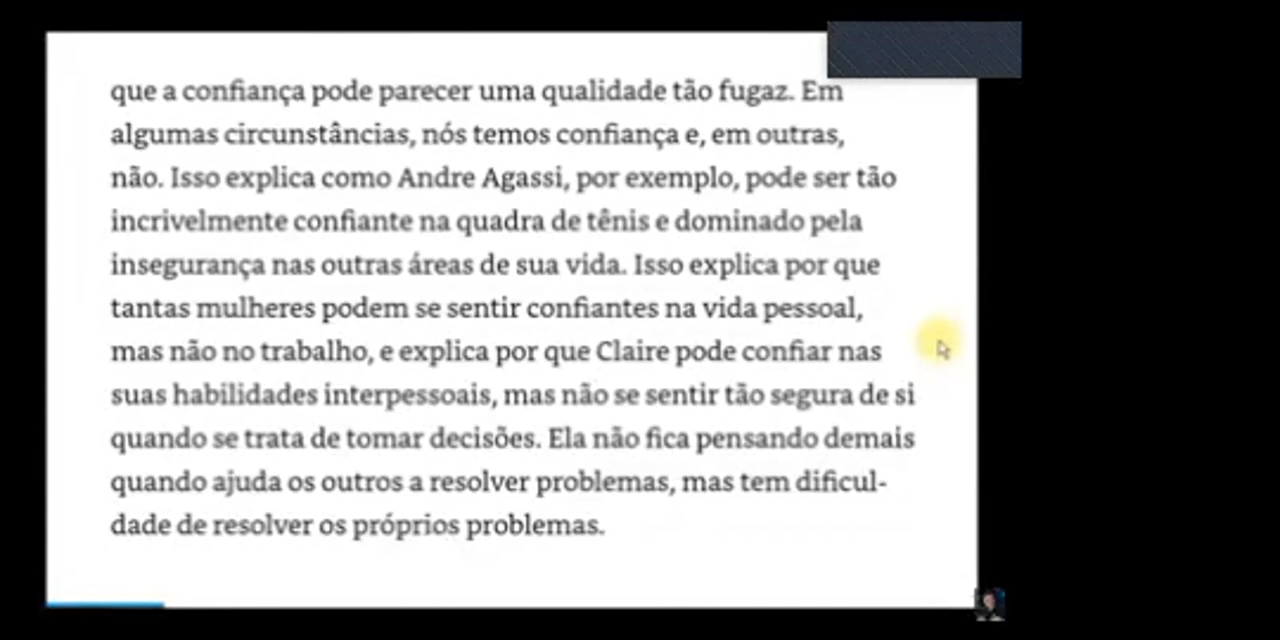 que a confiança pode parecer uma qualidade tão fugaz. Em
algumas circunstâncias, nós temos confiança e, em outras,
não. Isso explica como Andre Agassi, por exemplo, pode ser tão
incrivelmente confiante na quadra de tênis e dominado pela
insegurança nas outras áreas de sua vida. Isso explica por que
tantas mulheres podem se sentir confiantes na vida pessoal,
mas não no trabalho, e explica por que Claire pode confiar nas
suas habilidades interpessoais, mas não se sentir tão segura de si
quando se trata de tomar decisões. Ela não fica pensando demais
quando ajuda os outros a resolver problemas, mas tem dificul-
dade de resolver os próprios problemas.